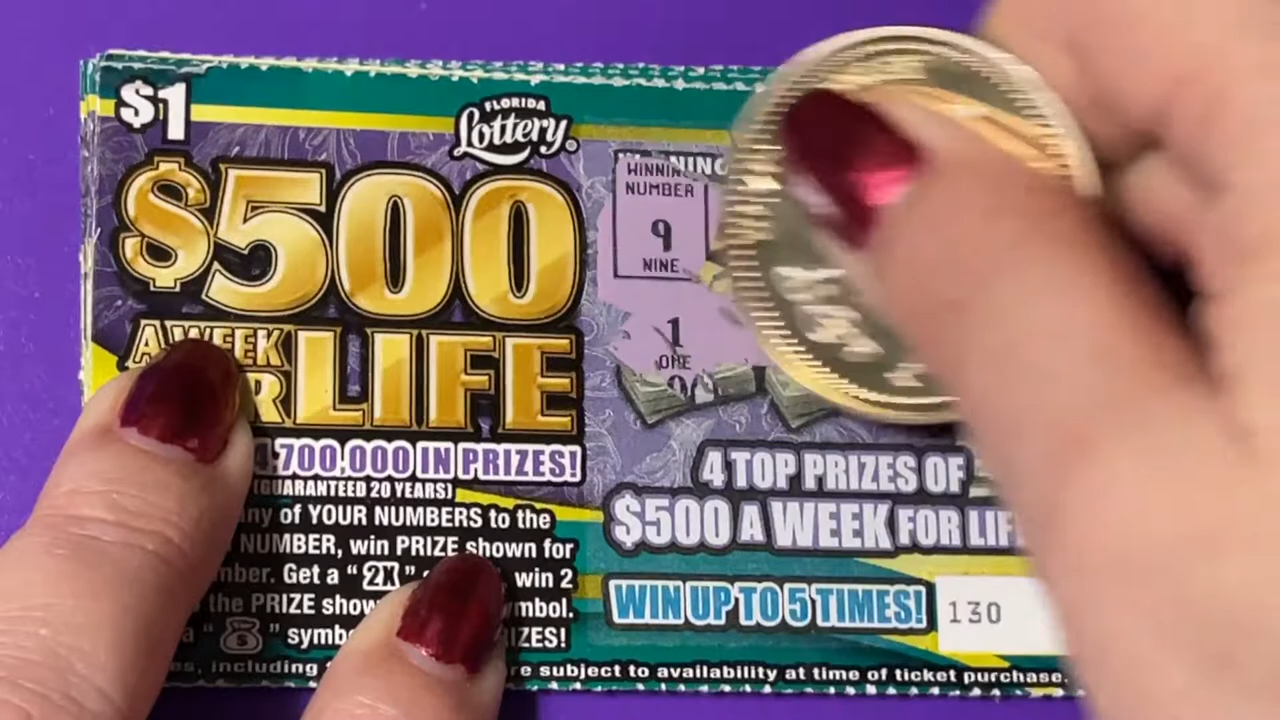 $1
FLORIDA
Lottery
$500
A WEEK
LIFE
4,700,000 IN PRIZES!
(GUARANTEED 20 YEARS)
of YOUR NUMBERS to the
NUMBER, win PRIZE shown for
Get a "2X" win 2
the PRIZE
a " " PRIZES!
including
are subject to availability at time of ticket purchase.
WINNING
NUMBER
9
NINE
1
ONE
4 TOP PRIZES OF
$500 A WEEK FOR
WIN UP TO 5 TIMES!
130